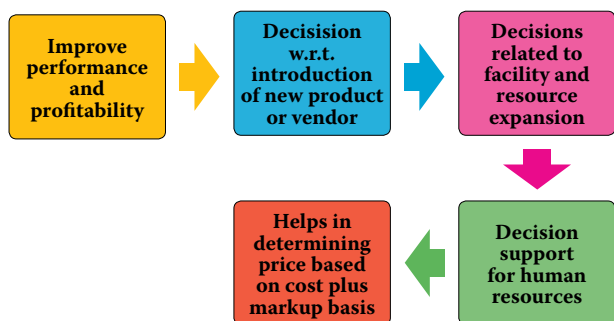 Improve
performance
and
profitability
Decisision
w.r.t.
introduction
of new product
or vendor
Decisions
related to
facility and
resource
expansion
Decision
support
for human
resources
Helps in
determining
price based
on cost plus
markup basis